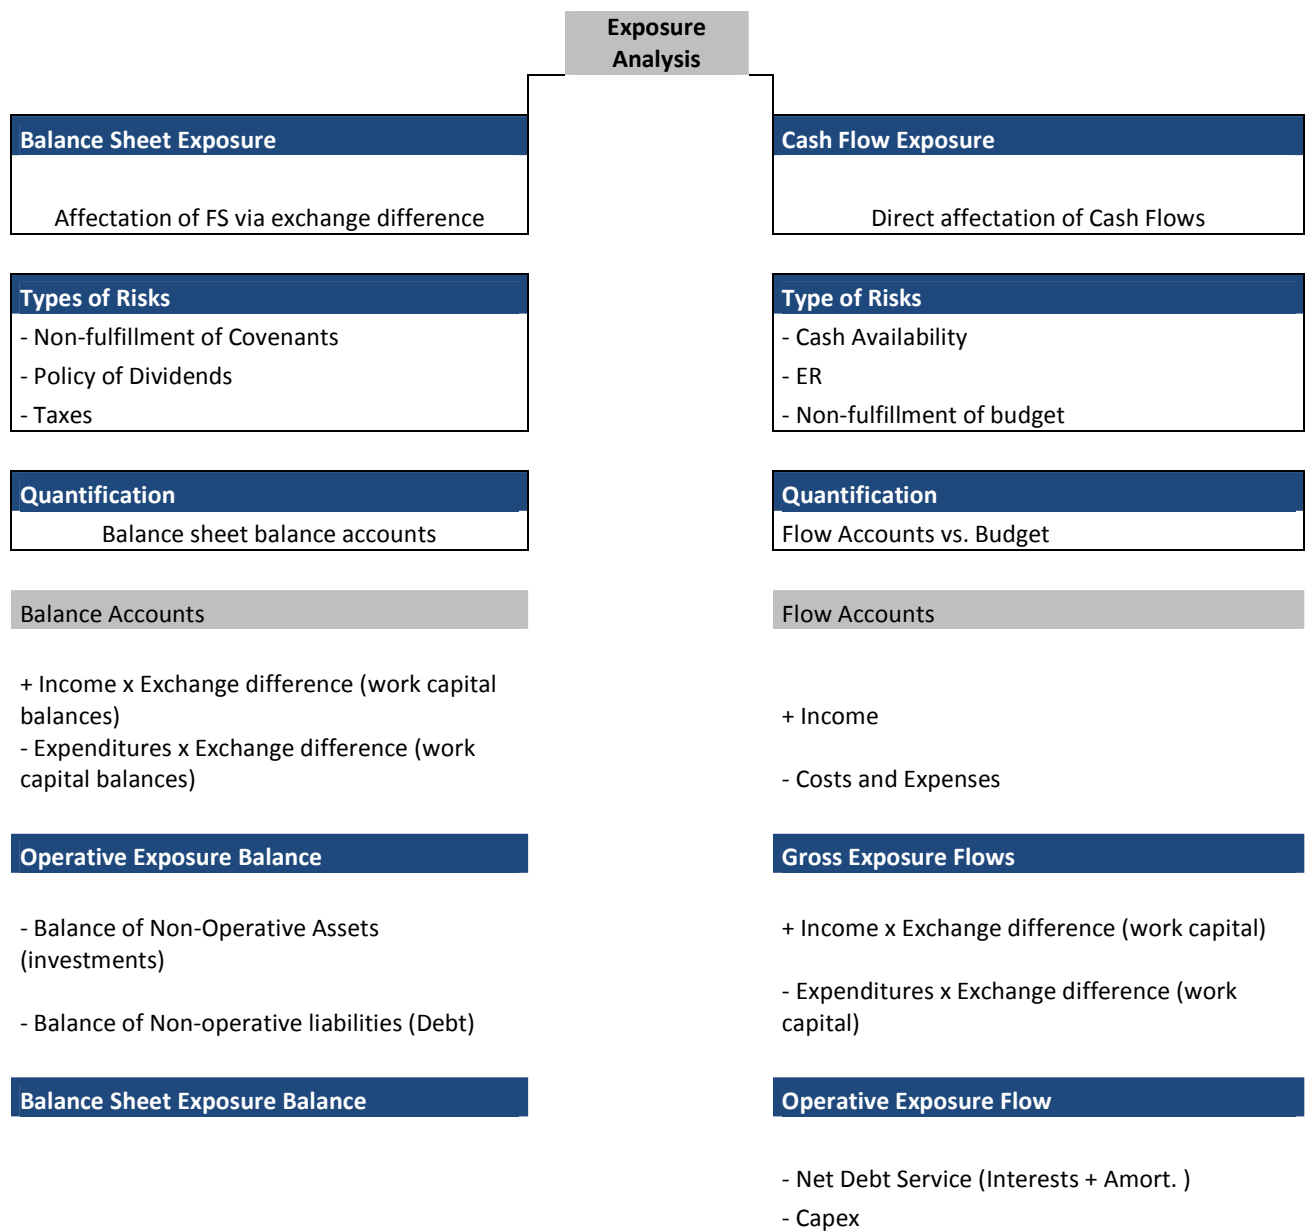 Exposure
Analysis
Balance Sheet Exposure
Affectation of FS via exchange difference
Types of Risks
- Non-fulfillment of Covenants
- Policy of Dividends
- Taxes
Quantification
Balance sheet balance accounts
Balance Accounts
+ Income x Exchange difference (work capital
balances)
- Expenditures x Exchange difference (work
capital balances)
Operative Exposure Balance
- Balance of Non-Operative Assets
(investments)
- Balance of Non-operative liabilities (Debt)
Balance Sheet Exposure Balance
Cash Flow Exposure
Direct affectation of Cash Flows
Type of Risks
- Cash Availability
- ER
- Non-fulfillment of budget
Quantification
Flow Accounts vs. Budget
Flow Accounts
+ Income
- Costs and Expenses
Gross Exposure Flows
+ Income x Exchange difference (work capital)
- Expenditures x Exchange difference (work
capital)
Operative Exposure Flow
- Net Debt Service (Interests + Amort. )
- Capex